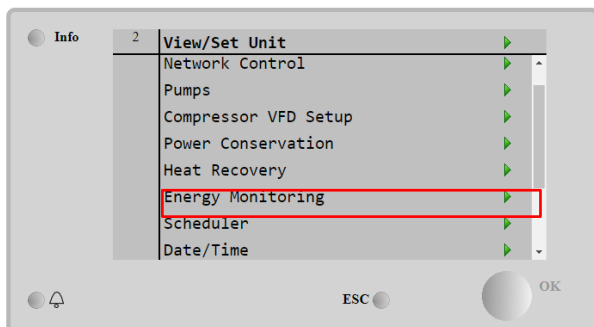 Info
2 View/Set Unit
Network Control
Pumps
Compressor VFD Setup
Power Conservation
Heat Recovery
Energy Monitoring
Scheduler
Date/Time
OK
ESC